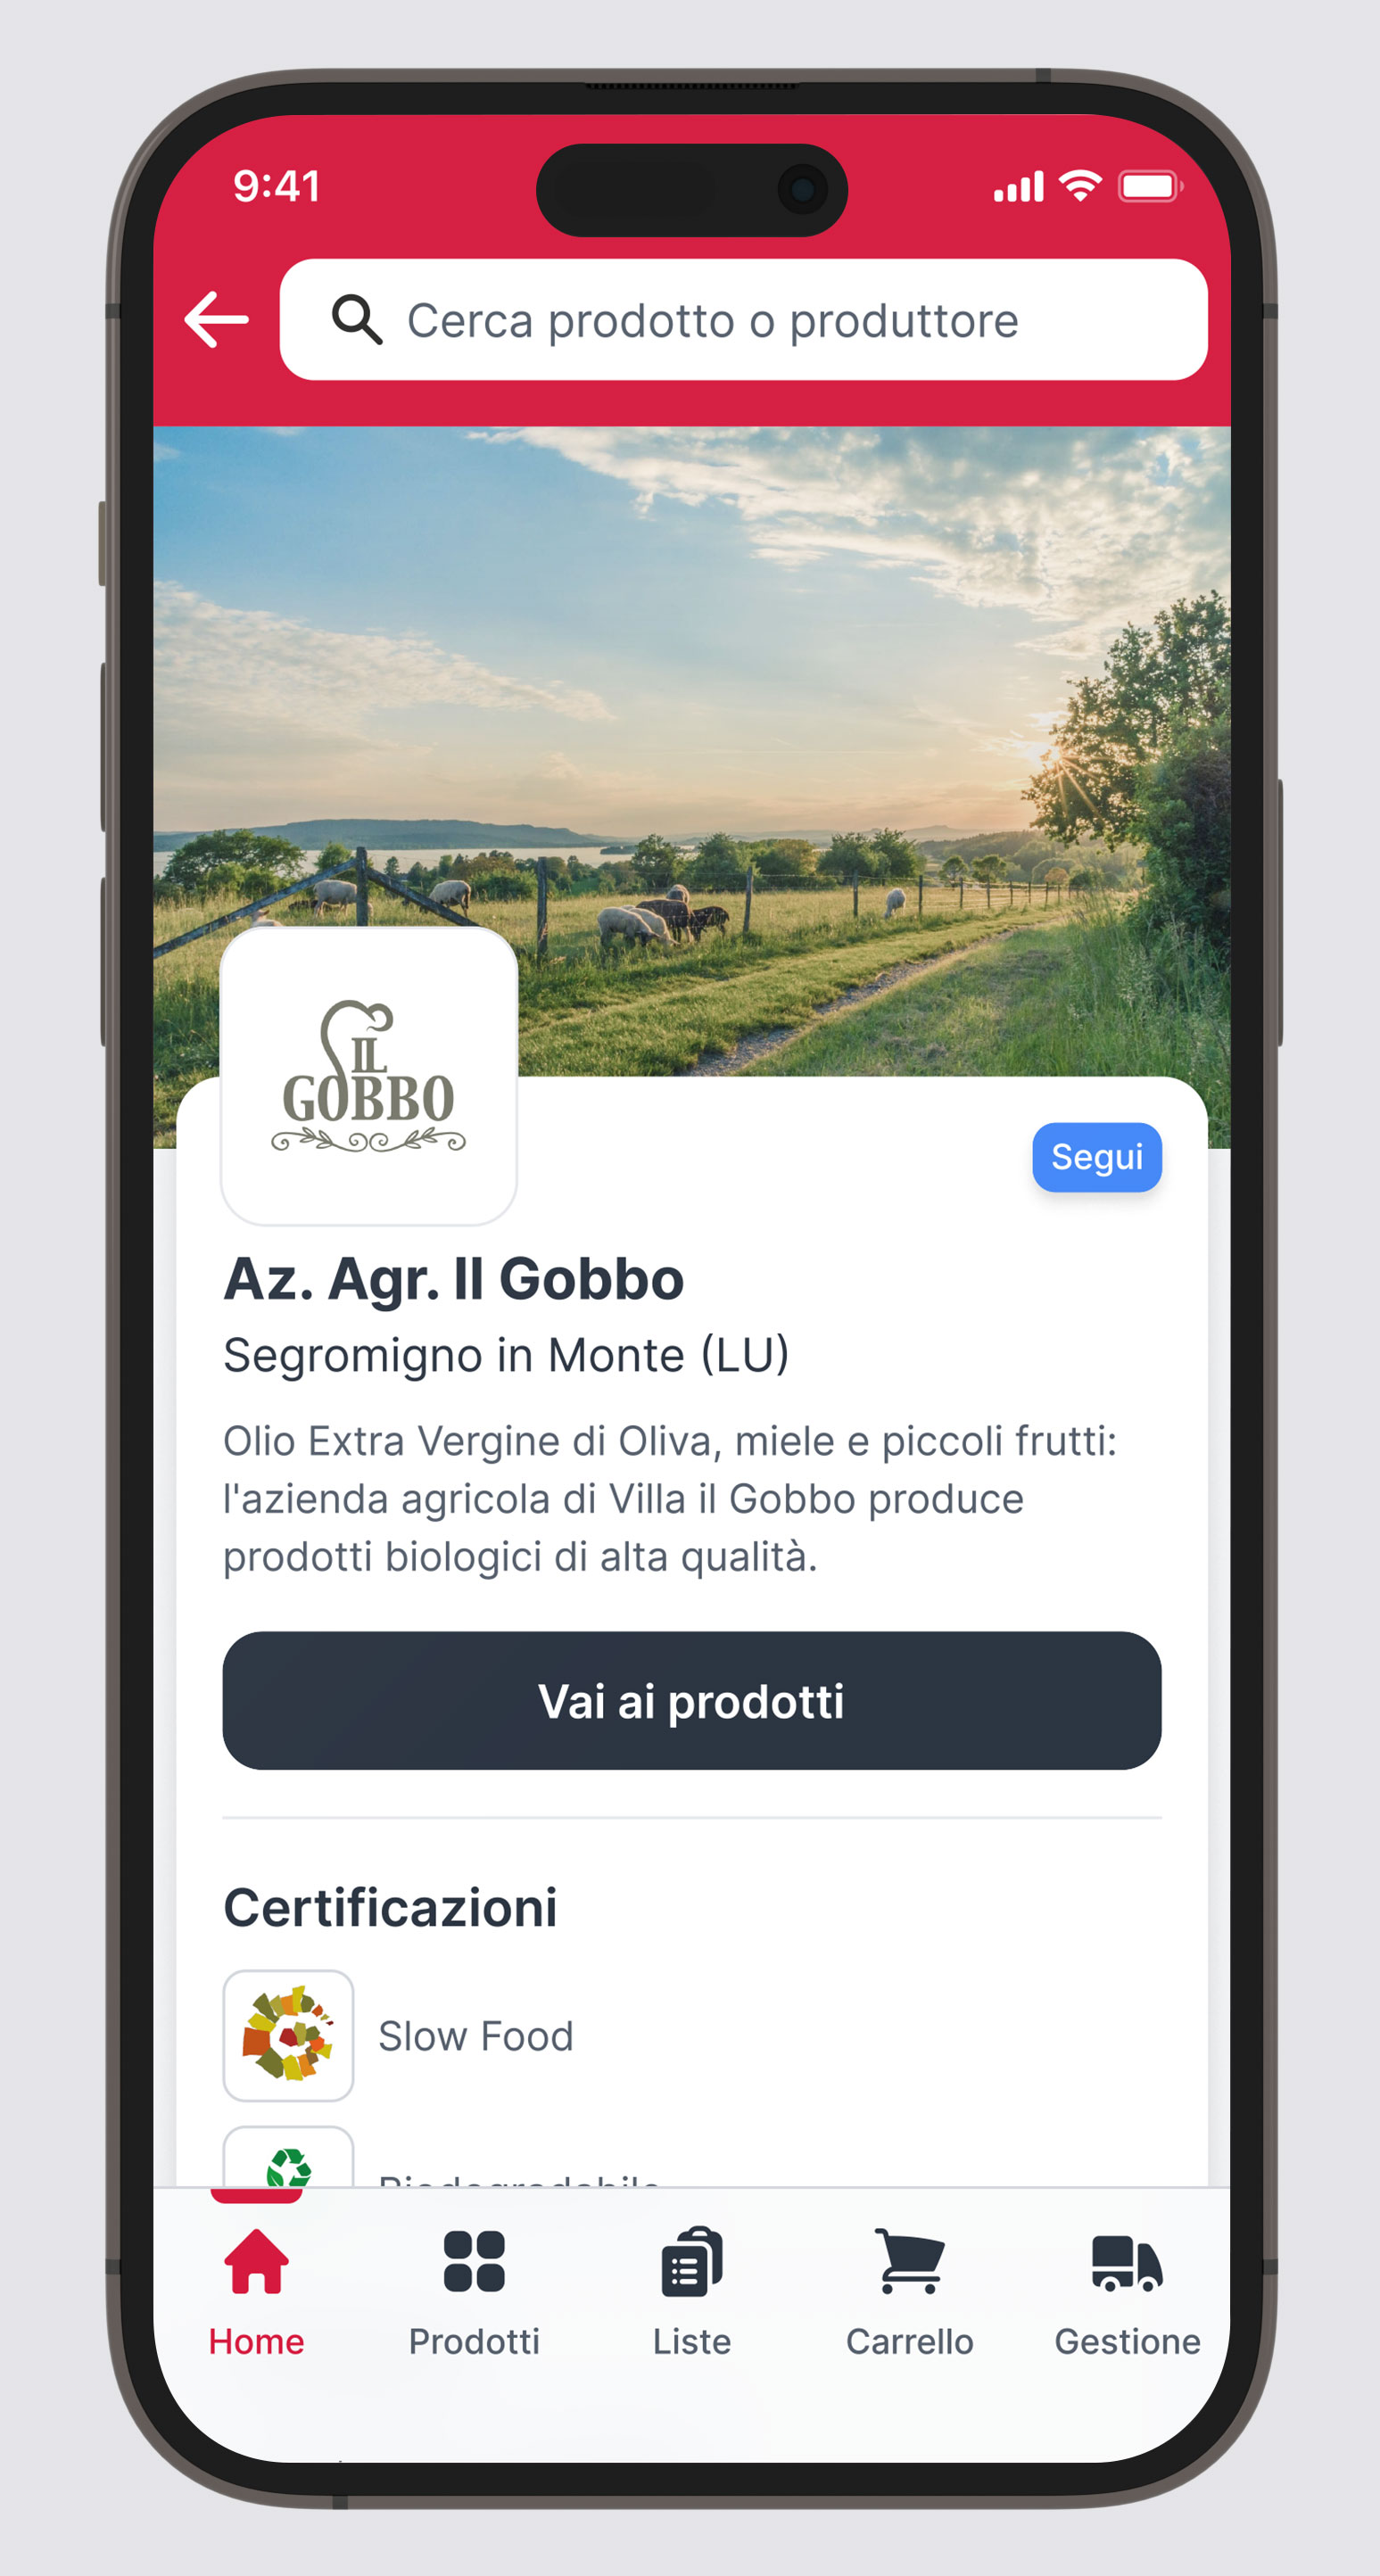 9:41
Cerca prodotto o produttore
IL
GOBBO
Segui
Az. Agr. Il Gobbo
Segromigno in Monte (LU)
Olio Extra Vergine di Oliva, miele e piccoli frutti:
l'azienda agricola di Villa il Gobbo produce
prodotti biologici di alta qualità.
Vai ai prodotti
Certificazioni
Slow Food
Biodegradabile
Home
Prodotti
Liste
Carrello
Gestione